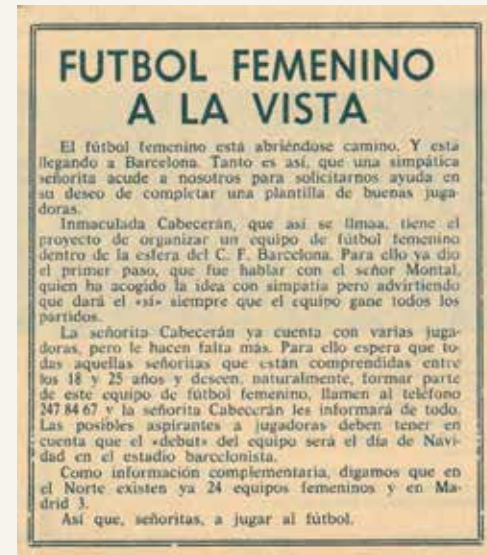 FUTBOL FEMENINO
A LA VISTA
El fútbol femenino está abriéndose camino. Y está
llegando a Barcelona. Tanto es así, que una simpática
señorita acude a nosotros para solicitarnos ayuda en
su deseo de completar una plantilla de buenas juga-
doras.
Inmaculada Cabecerán, que así se llmaa, tiene el
proyecto de organizar un equipo de fútbol femenino
dentro de la esfera del C. F. Barcelona. Para ello ya dio
el primer paso, que fue hablar con el señor Montal,
quien ha acogido la idea con simpatía pero advirtiendo
que dará el «sí» siempre que el equipo gane todos los
partidos.
La señorita Cabecerán ya cuenta con varias juga-
doras, pero le hacen falta más. Para ello espera que to-
das aquellas señoritas que están comprendidas entre
los 18 y 25 años y deseen, naturalmente, formar parte
de este equipo de fútbol femenino, llamen al teléfono
247 84 67 y la señorita Cabecerán les informará de todo.
Las posibles aspirantes a jugadoras deben tener en
cuenta que el «debut» del equipo será el día de Navi-
dad en el estadio barcelonista.
Como información complementaria, digamos que en
el Norte existen ya 24 equipos femeninos y en Ma-
drid 3.
Así que, señoritas, a jugar al fútbol.